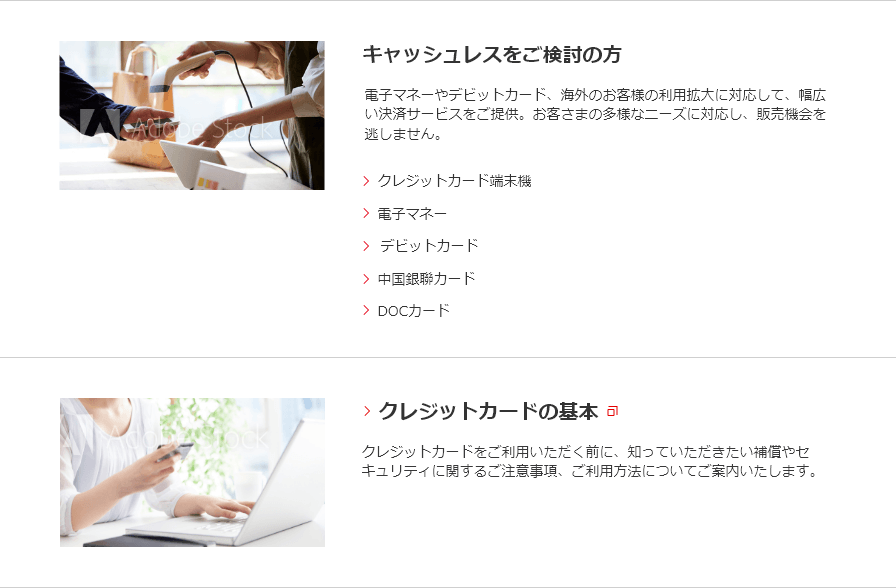 キャッシュレスをご検討の方
電子マネーやデビットカード、海外のお客様の利用拡大に対応して、幅広
い決済サービスをご提供。お客さまの多様なニーズに対応し、販売機会を
逃しません。
Adobe Stock
クレジットカード端末機
電子マネー
デビットカード
中国銀聯カード
DOCカード
クレジットカードの基本
クレジットカードをご利用いただく前に、知っていただきたい補償やセ
キュリティに関するご注意事項、ご利用方法についてご案内いたします。
Adobe Stock